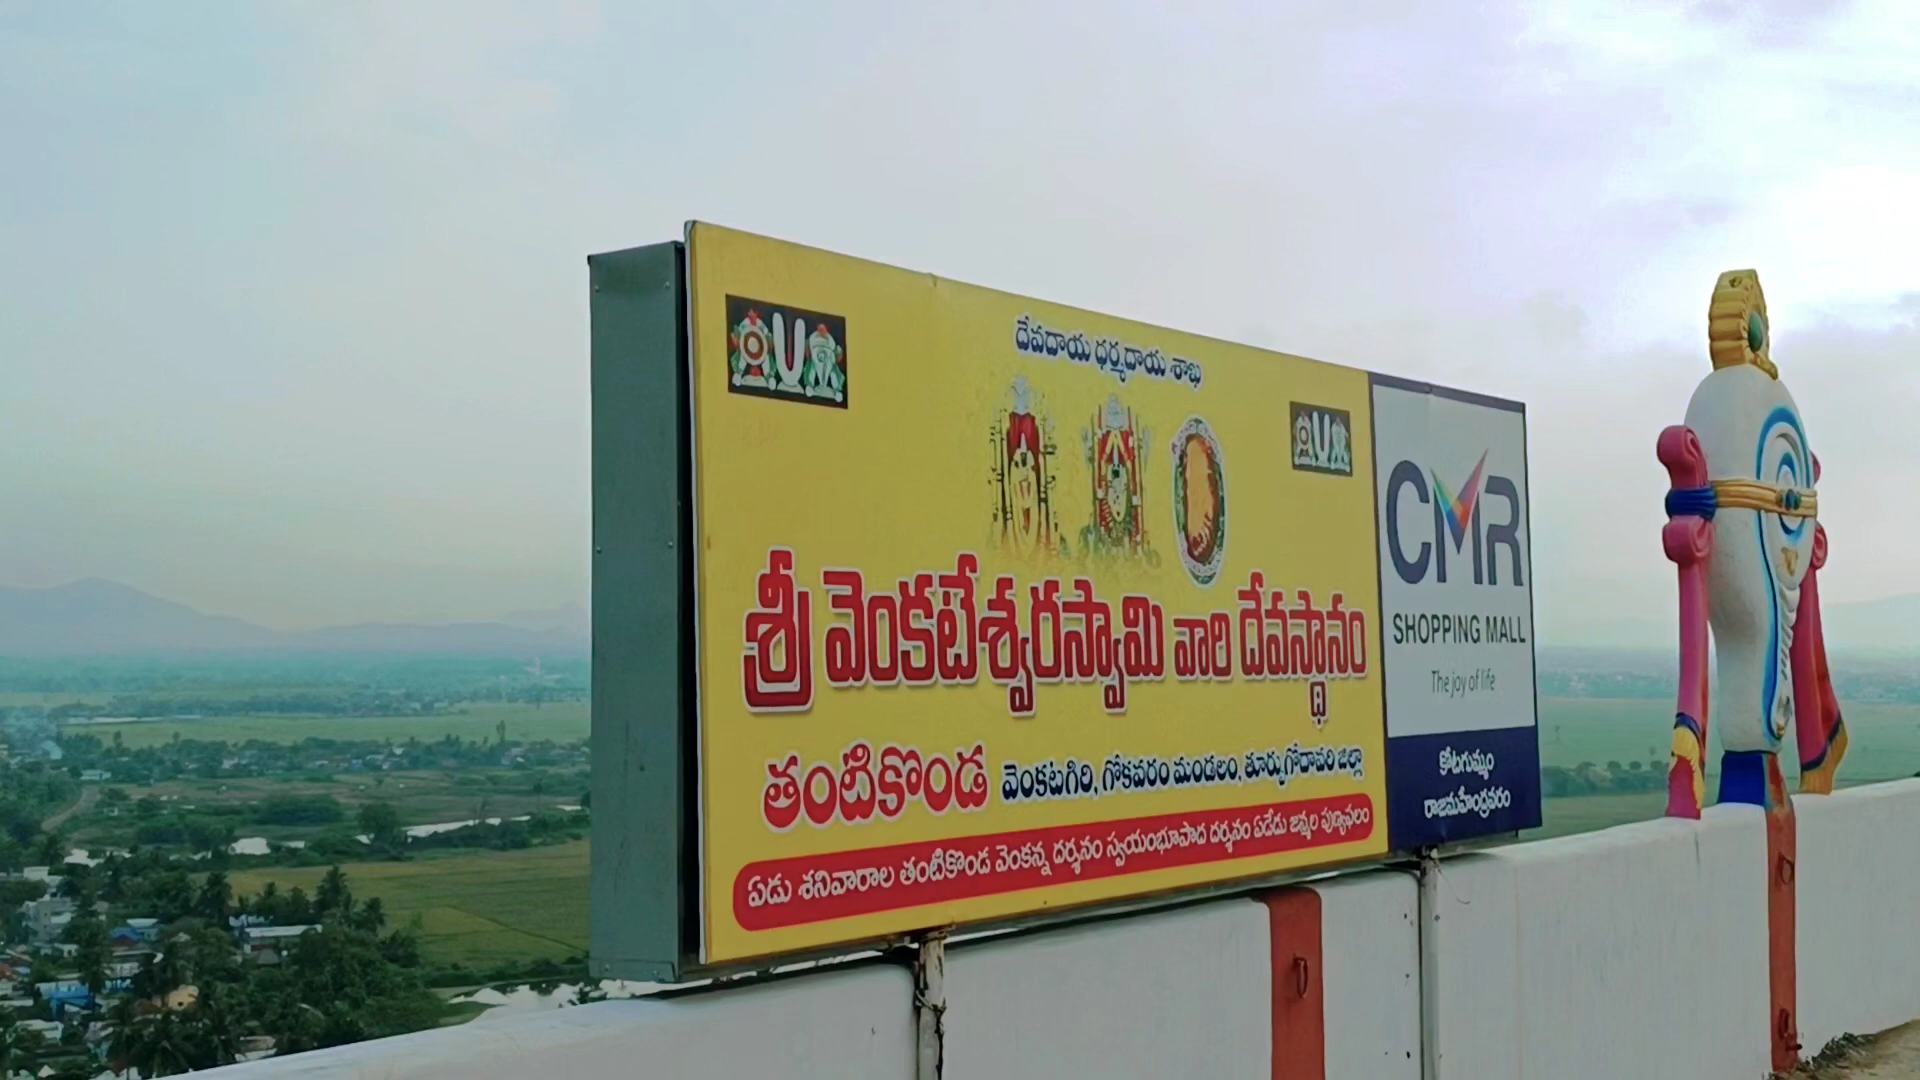 దేవదాయ ధర్మదాయ శాఖ
శ్రీ వెంకటేశ్వరస్వామి వారి దేవస్థానం
తంటికొండ వెంకటగిరి, గోకవరం మండలం, తూర్పుగోదావరి జిల్లా
ఏడు శనివారాల తంటికొండ వెంకన్న దర్శనం స్వయంభూపాద దర్శనం ఏడేడు జన్మల పుణ్యఫలం
CMR
SHOPPING MALL
The joy of life
కోటగుమ్మం
రాజమహేంద్రవరం